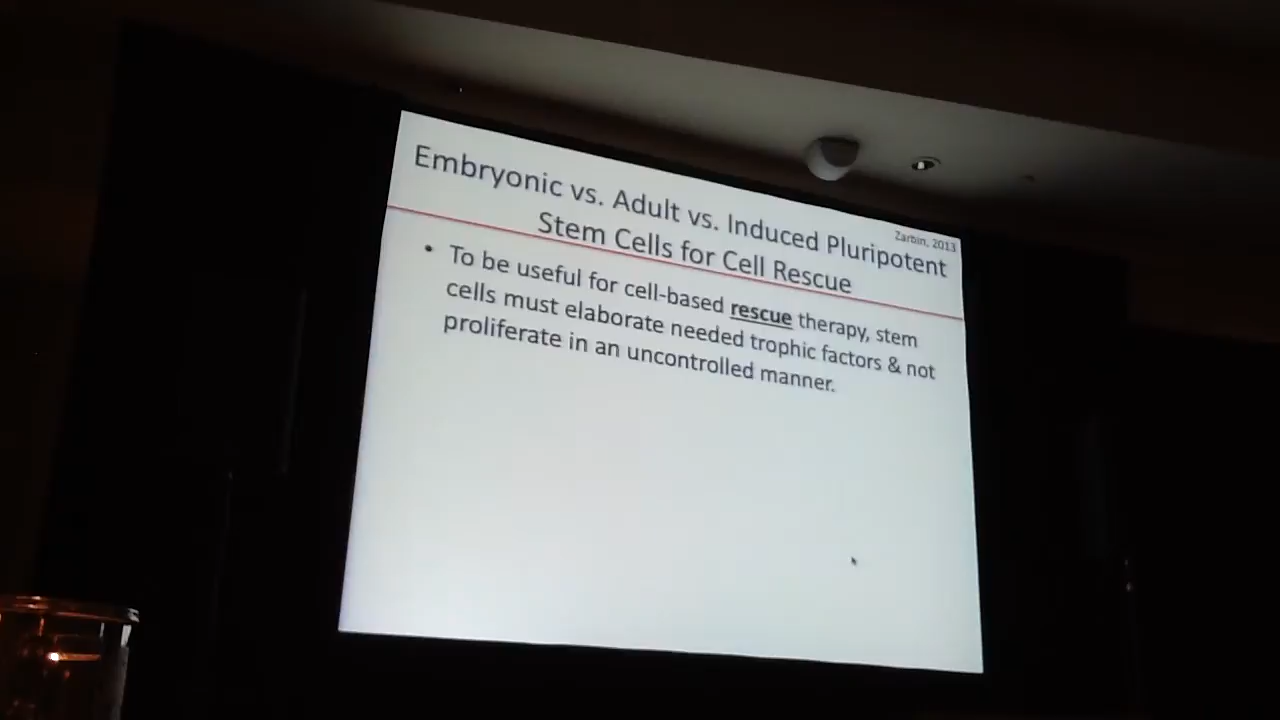 Embryonic vs. Adult vs. Induced Pluripotent
Stem Cells for Cell Rescue
Zarbin, 2013
• To be useful for cell-based rescue therapy, stem
cells must elaborate needed trophic factors & not
proliferate in an uncontrolled manner.